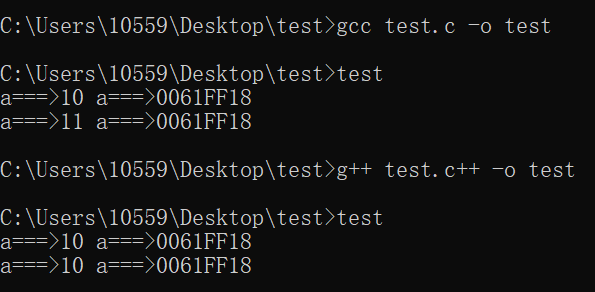 C:\Users\10559\Desktop\test>gcc test.c -o test
C:\Users\10559\Desktop\test>test
a===>10 a===>0061FF18
a===>11 a===>0061FF18
C:\Users\10559\Desktop\test>g++ test.c++ -o test
C:\Users\10559\Desktop\test>test
a===>10 a===>0061FF18
a===>10 a===>0061FF18